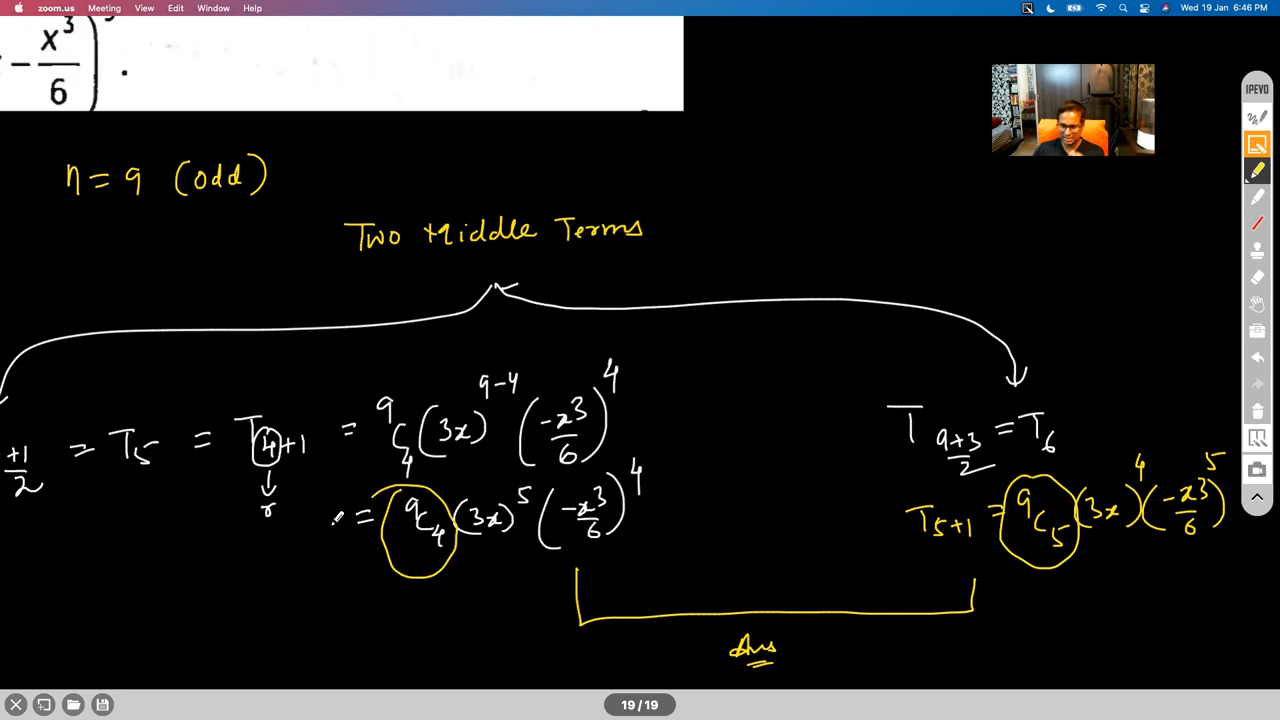 zoom.us Meeting View Edit Window Help Wed 19 Jan 6:46 PM
− x³/6 ) .
IPEVO
n = 9 (odd)
Two Middle Terms
+1/2 = T₅ = T₄₊₁ = ⁹C₄ (3x)⁹⁻⁴ (−x³/6)⁴
r
= ⁹C₄ (3x)⁵ (−x³/6)⁴
T₍₉₊₃₎/₂ = T₆
T₅₊₁ = ⁹C₅ (3x)⁴ (−x³/6)⁵
Ans
19 / 19